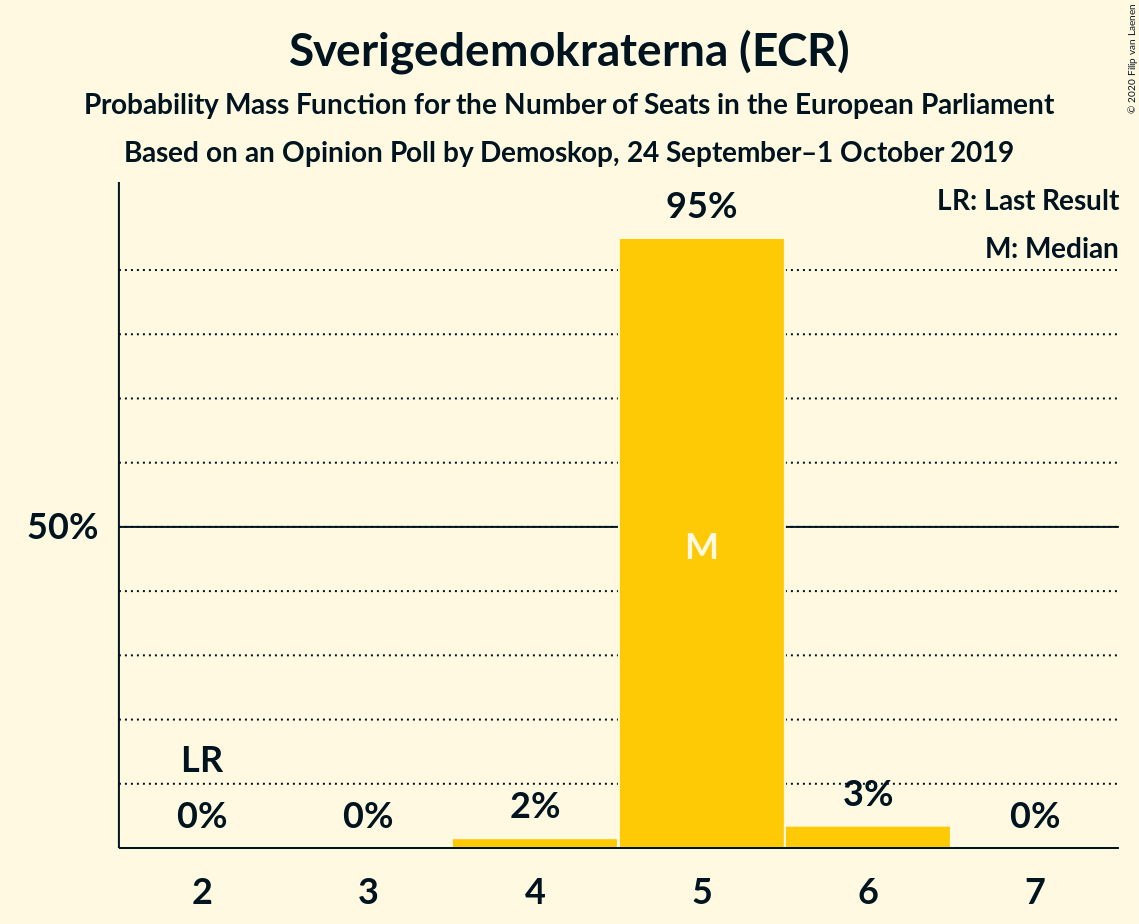 Sverigedemokraterna (ECR)
Probability Mass Function for the Number of Seats in the European Parliament
Based on an Opinion Poll by Demoskop, 24 September–1 October 2019
© 2020 Filip van Laenen
LR: Last Result
M: Median
95%
50%
M
LR
0%
0%
2%
3%
0%
2
3
4
5
6
7